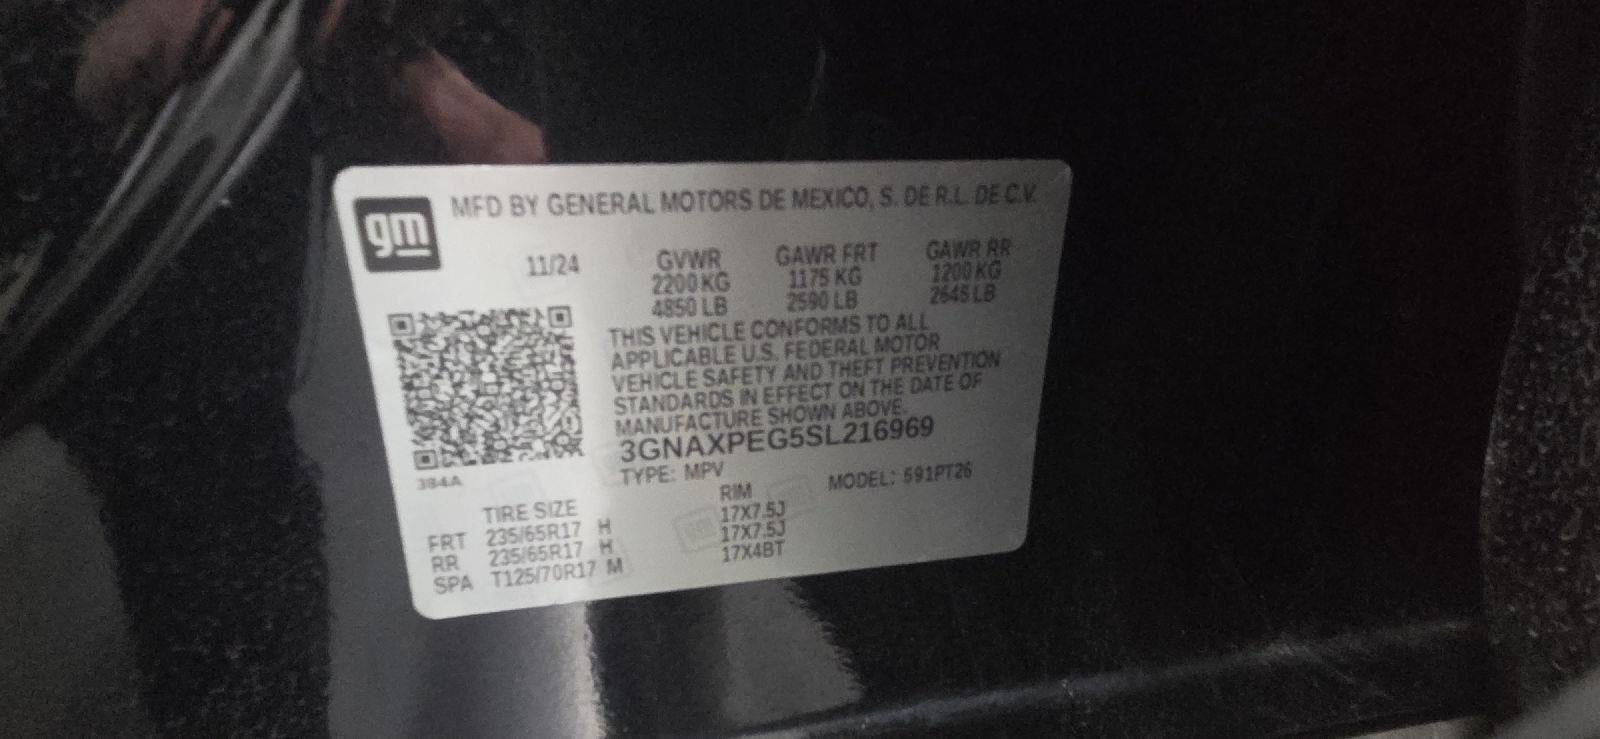 gm
MFD BY GENERAL MOTORS DE MEXICO, S. DE R.L. DE C.V.
11/24
GVWR GAWR FRT GAWR RR
2200 KG 1175 KG 1200 KG
4850 LB 2590 LB 2645 LB
THIS VEHICLE CONFORMS TO ALL
APPLICABLE U.S. FEDERAL MOTOR
VEHICLE SAFETY AND THEFT PREVENTION
STANDARDS IN EFFECT ON THE DATE OF
MANUFACTURE SHOWN ABOVE.
3GNAXPEG5SL216969
TYPE: MPV MODEL: 591PT26
384A
TIRE SIZE RIM
FRT 235/65R17 H 17X7.5J
RR 235/65R17 H 17X7.5J
SPA T125/70R17 M 17X4BT